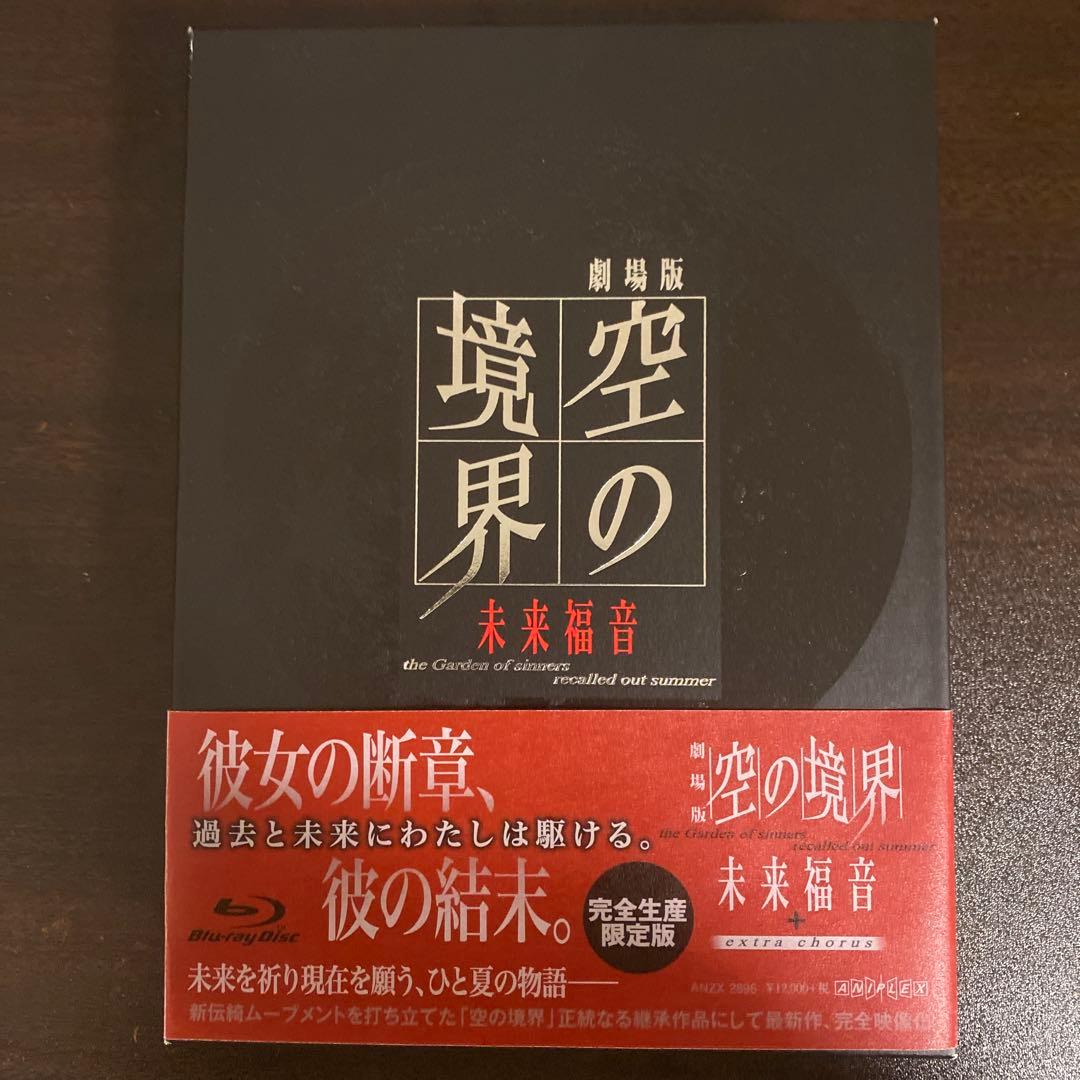 劇場版
空の境界
未来福音
the Garden of sinners
recalled out summer
彼女の断章、
過去と未来にわたしは駆ける。
彼の結末。
Blu-ray Disc
完全生産
限定版
未来を祈り現在を願う、ひと夏の物語――
新伝綺ムーブメントを打ち立てた「空の境界」正統なる継承作品にして最新作、完全映像化
劇場版
空の境界
the Garden of sinners
recalled out summer
未来福音
+
extra chorus
ANZX 2896 ¥12,000+税
ANIPLEX